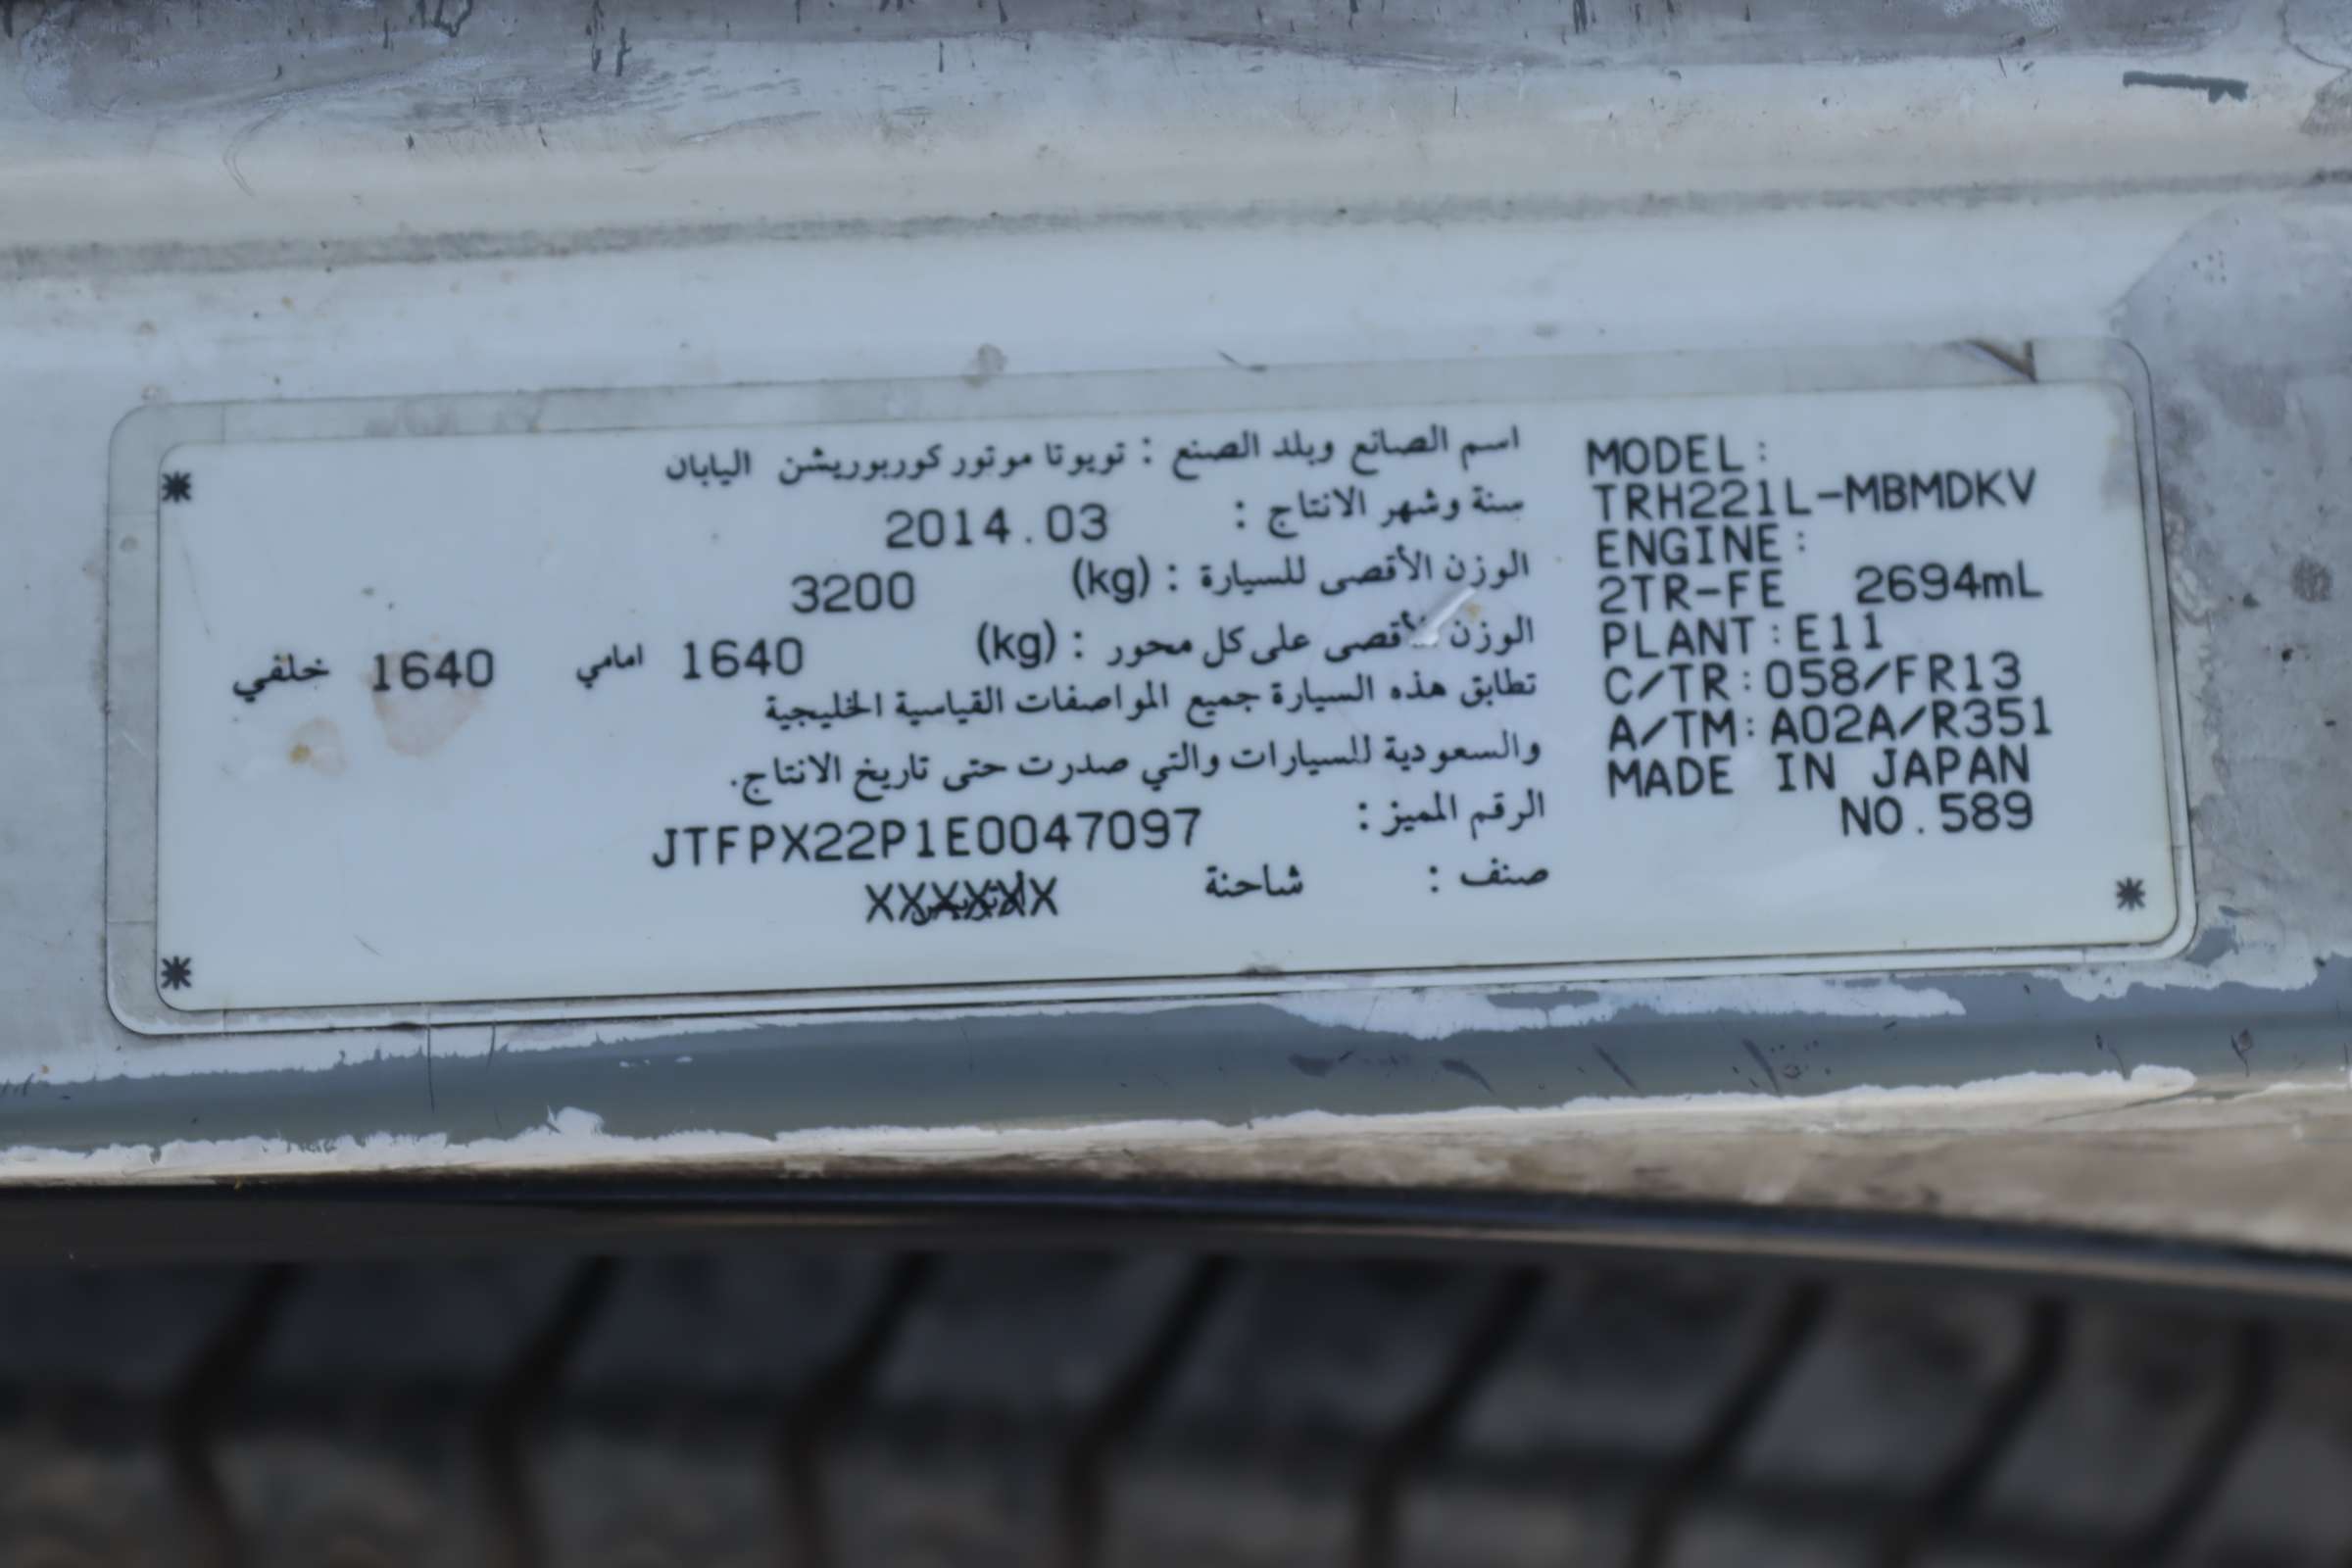 اسم الصانع وبلد الصنع : تويوتا موتور كوربوريشن اليابان
سنة وشهر الانتاج : 2014.03
الوزن الأقصى للسيارة : (kg) 3200
الوزن الأقصى على كل محور : (kg) 1640 امامي 1640 خلفي
تطابق هذه السيارة جميع المواصفات القياسية الخليجية
والسعودية للسيارات والتي صدرت حتى تاريخ الانتاج.
الرقم المميز : JTFPX22P1E0047097
صنف : شاحنة XXXXXX
MODEL:
TRH221L-MBMDKV
ENGINE:
2TR-FE 2694mL
PLANT:E11
C/TR:058/FR13
A/TM:A02A/R351
MADE IN JAPAN
NO.589